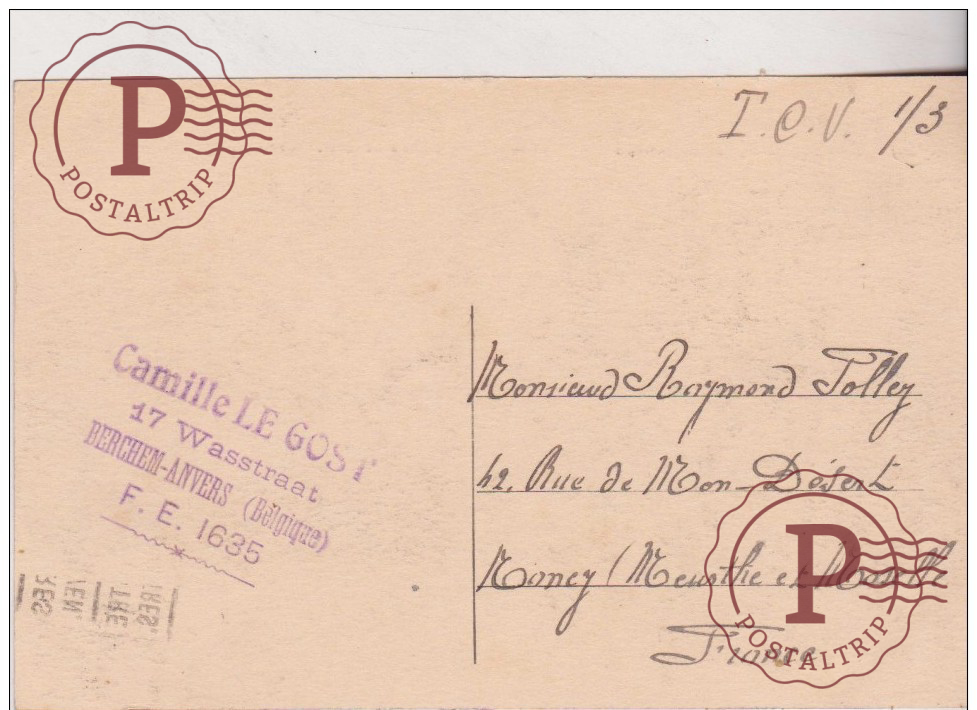 P
POSTALTRIP
T.C.V. 1/3
Camille LE GOST
17 Wasstraat
BERCHEM-ANVERS (Belgique)
F. E. 1635
Monsieur Raymond Tolley
42. Rue de Mon-Désert
Nancy (Meurthe et Moselle
France
P
POSTALTRIP